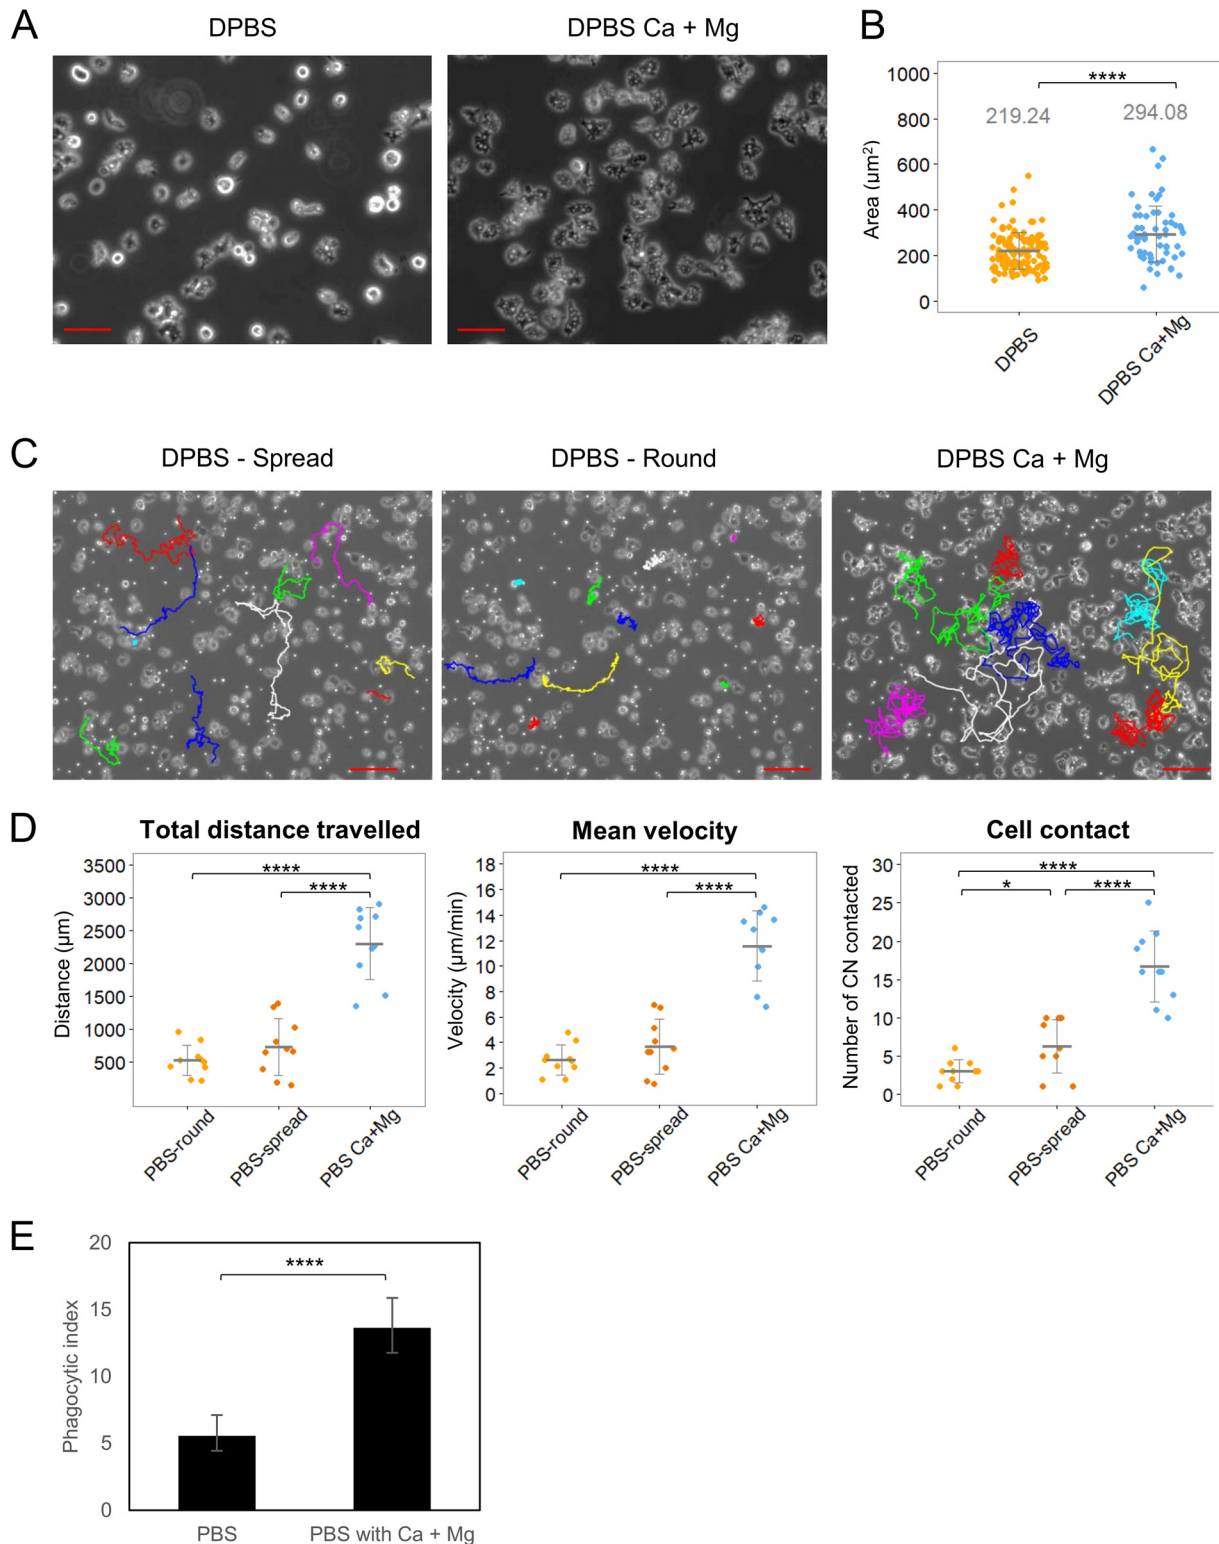 A
DPBS
DPBS Ca + Mg
B
Area (µm²)
1000
800
600
400
200
0
****
219.24
294.08
DPBS
DPBS Ca+Mg
C
DPBS - Spread
DPBS - Round
DPBS Ca + Mg
D
Total distance travelled
Distance (µm)
3500
3000
2500
2000
1500
1000
500
****
****
PBS-round
PBS-spread
PBS Ca+Mg
Mean velocity
Velocity (µm/min)
18
16
14
12
10
8
6
4
2
0
****
****
PBS-round
PBS-spread
PBS Ca+Mg
Cell contact
Number of CN contacted
30
25
20
15
10
5
0
****
*
****
PBS-round
PBS-spread
PBS Ca+Mg
E
Phagocytic index
20
15
10
5
0
****
PBS
PBS with Ca + Mg